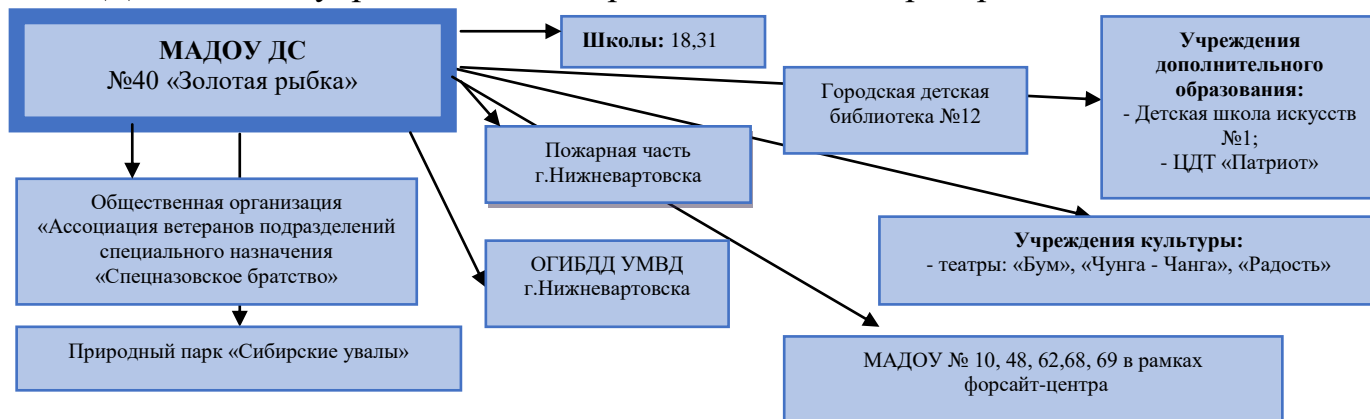 МАДОУ ДС
№40 «Золотая рыбка»
Школы: 18,31
Городская детская
библиотека №12
Учреждения
дополнительного
образования:
- Детская школа искусств
№1;
- ЦДТ «Патриот»
Пожарная часть
г.Нижневартовска
Общественная организация
«Ассоциация ветеранов подразделений
специального назначения
«Спецназовское братство»
ОГИБДД УМВД
г.Нижневартовска
Учреждения культуры:
- театры: «Бум», «Чунга - Чанга», «Радость»
Природный парк «Сибирские увалы»
МАДОУ № 10, 48, 62,68, 69 в рамках
форсайт-центра